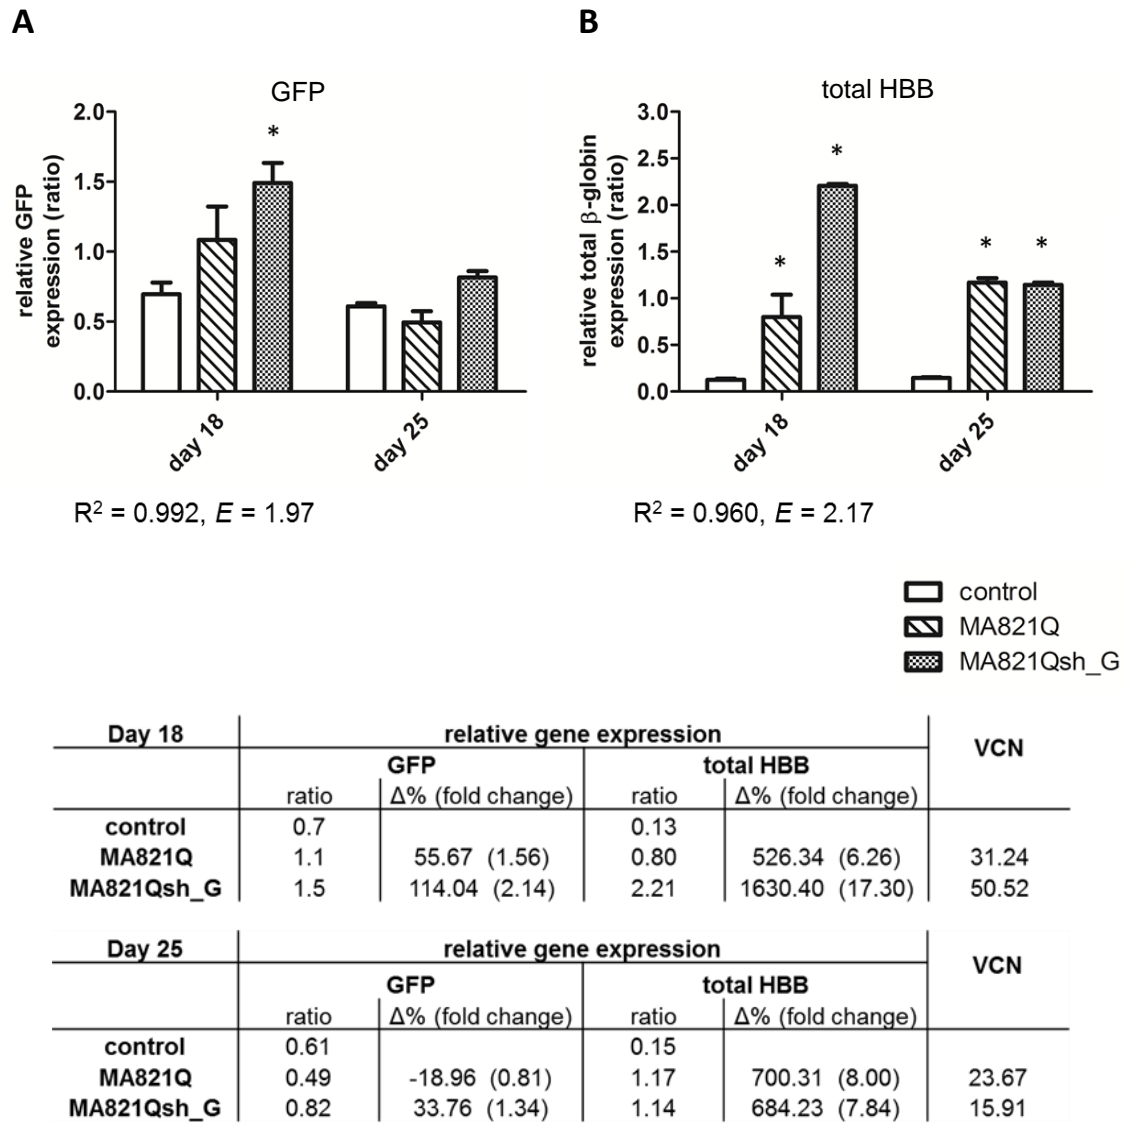 A
B
GFP
total HBB
relative GFP
expression (ratio)
2.0
1.5
1.0
0.5
0.0
*
day 18
day 25
relative total β-globin
expression (ratio)
3.0
2.5
2.0
1.5
1.0
0.5
0.0
*
*
*
*
day 18
day 25
R² = 0.992, E = 1.97
R² = 0.960, E = 2.17
control
MA821Q
MA821Qsh_G
Day 18 relative gene expression VCN
GFP total HBB
ratio Δ% (fold change) ratio Δ% (fold change)
control 0.7 0.13
MA821Q 1.1 55.67 (1.56) 0.80 526.34 (6.26) 31.24
MA821Qsh_G 1.5 114.04 (2.14) 2.21 1630.40 (17.30) 50.52
Day 25 relative gene expression VCN
GFP total HBB
ratio Δ% (fold change) ratio Δ% (fold change)
control 0.61 0.15
MA821Q 0.49 -18.96 (0.81) 1.17 700.31 (8.00) 23.67
MA821Qsh_G 0.82 33.76 (1.34) 1.14 684.23 (7.84) 15.91